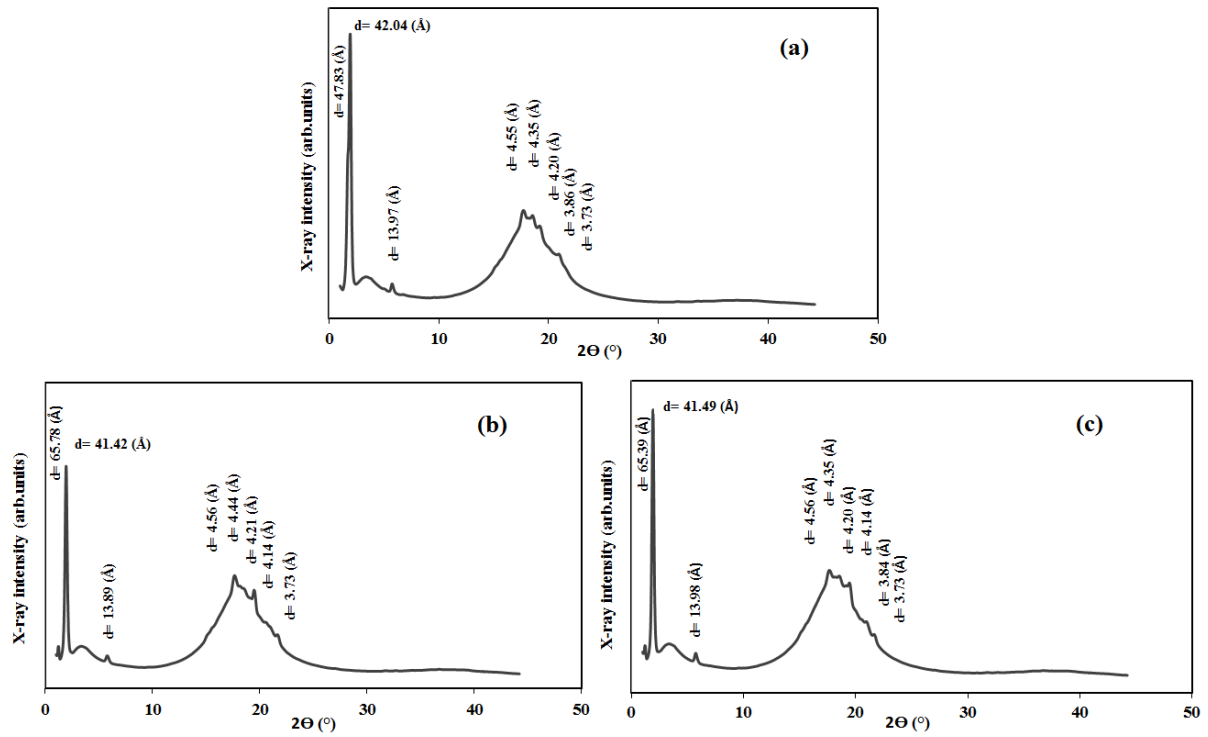 d= 42.04 (Å)
(a)
d= 47.83 (Å)
d= 13.97 (Å)
d= 4.55 (Å)
d= 4.35 (Å)
d= 4.20 (Å)
d= 3.86 (Å)
d= 3.73 (Å)
X-ray intensity (arb.units)
0 10 20 30 40 50
2Θ (°)
d= 65.78 (Å)
d= 41.42 (Å)
(b)
d= 13.89 (Å)
d= 4.56 (Å)
d= 4.44 (Å)
d= 4.21 (Å)
d= 4.14 (Å)
d= 3.73 (Å)
X-ray intensity (arb.units)
0 10 20 30 40 50
2Θ (°)
d= 65.39 (Å)
d= 41.49 (Å)
(c)
d= 13.98 (Å)
d= 4.56 (Å)
d= 4.35 (Å)
d= 4.20 (Å)
d= 4.14 (Å)
d= 3.84 (Å)
d= 3.73 (Å)
X-ray intensity (arb.units)
0 10 20 30 40 50
2Θ (°)